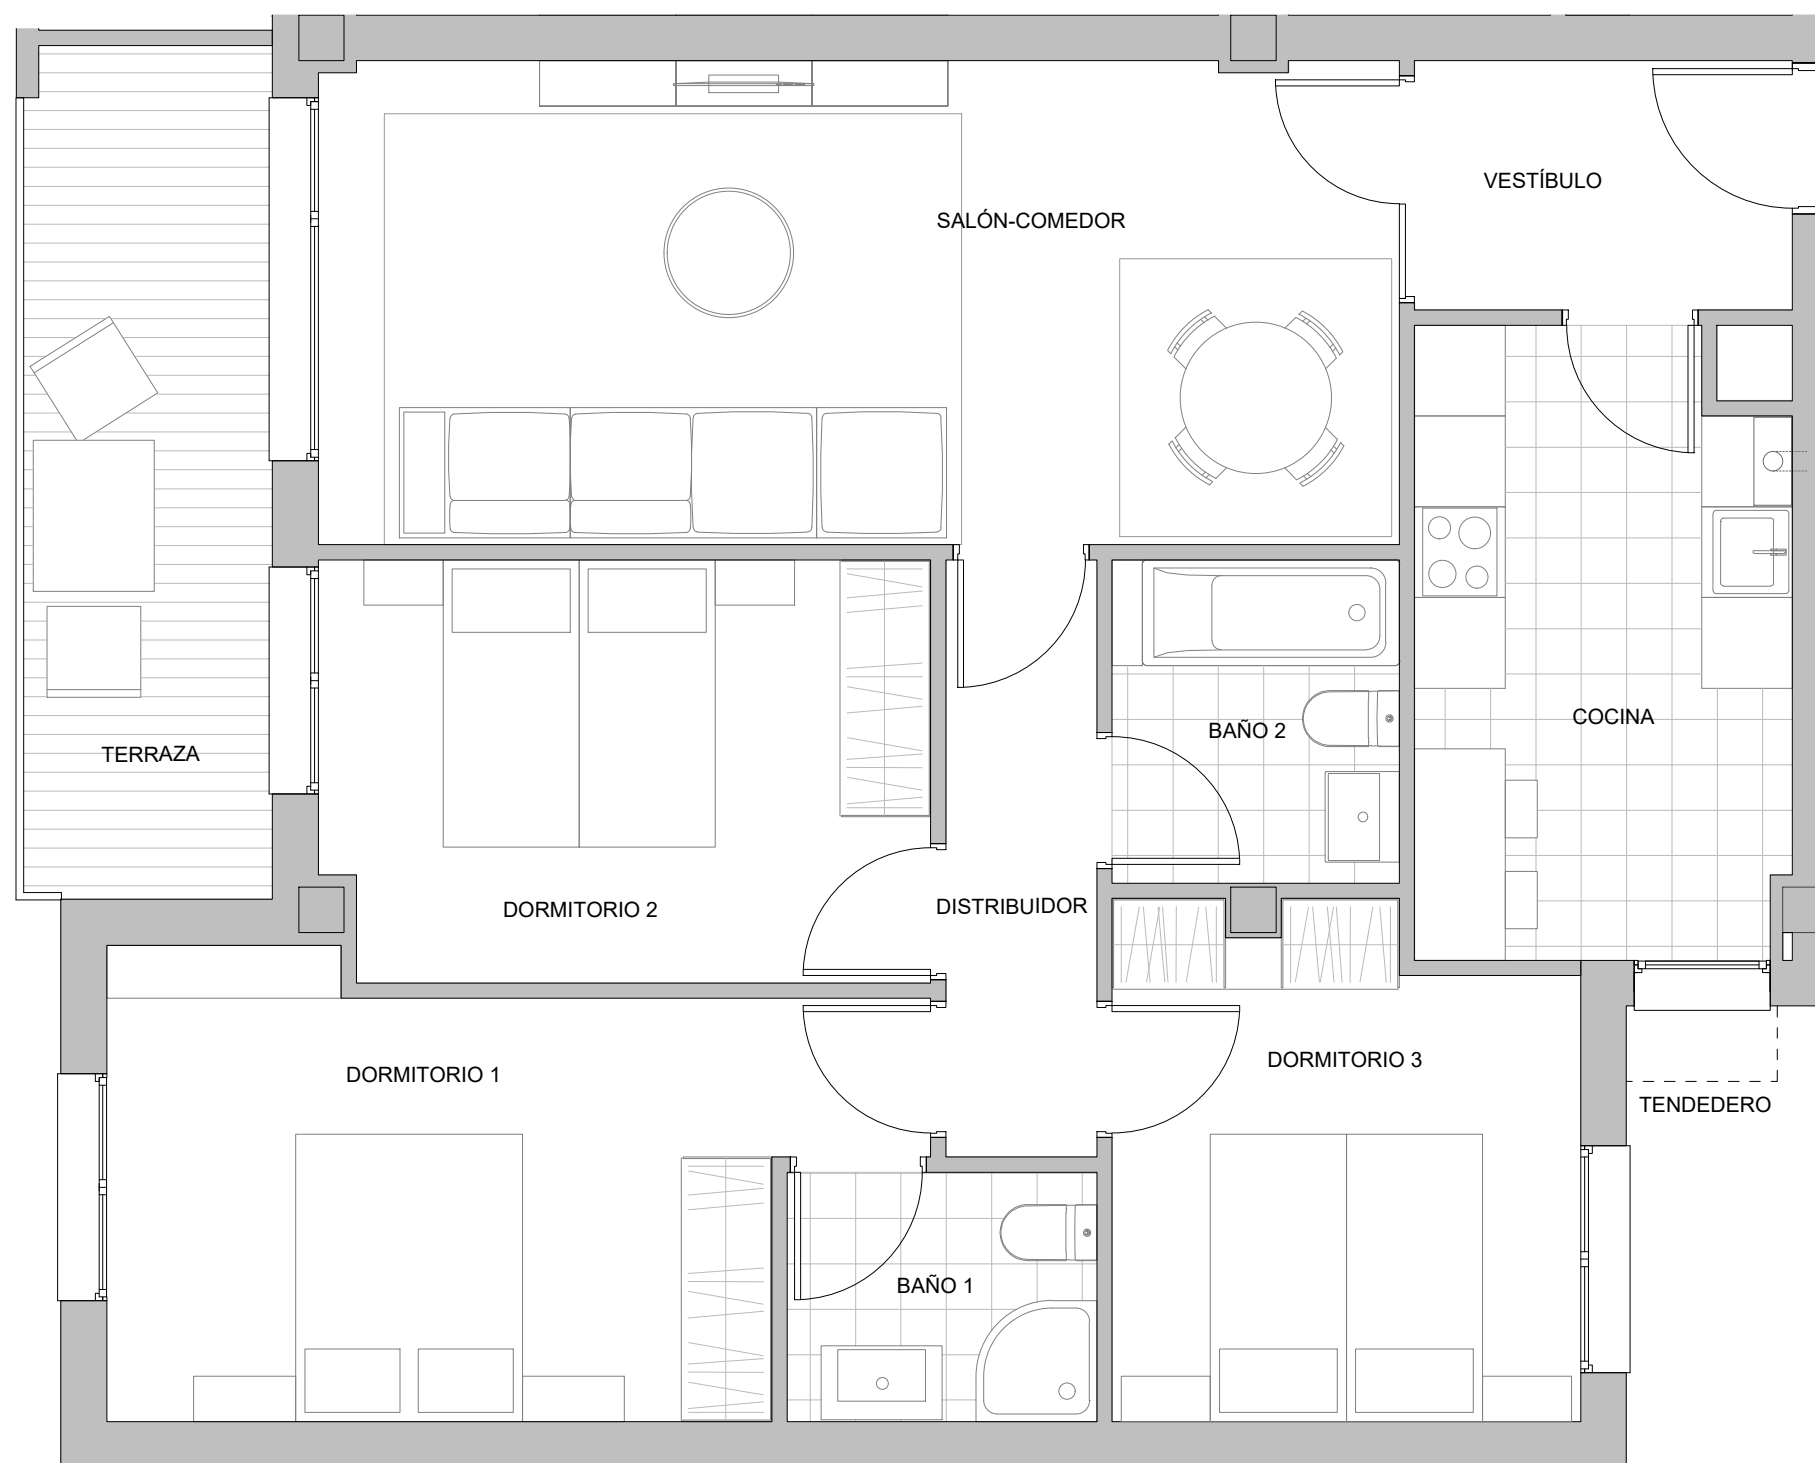 VESTÍBULO
SALÓN-COMEDOR
COCINA
BAÑO 2
TERRAZA
DORMITORIO 2
DISTRIBUIDOR
DORMITORIO 3
DORMITORIO 1
TENDEDERO
BAÑO 1